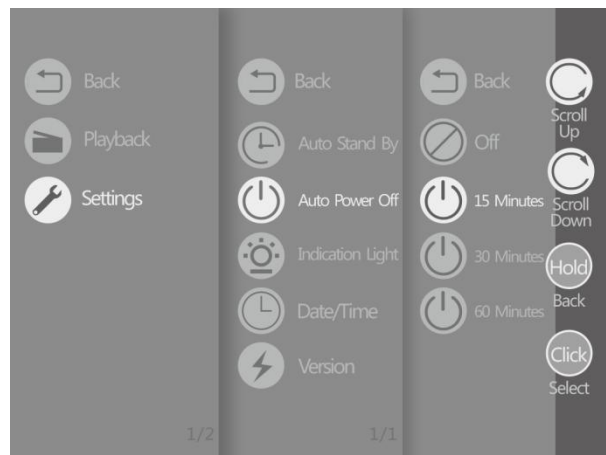 Back
Playback
Settings
1/2
Back
Auto Stand By
Auto Power Off
Indication Light
Date/Time
Version
1/1
Back
Off
15 Minutes
30 Minutes
60 Minutes
Scroll
Up
Scroll
Down
Hold
Back
Click
Select